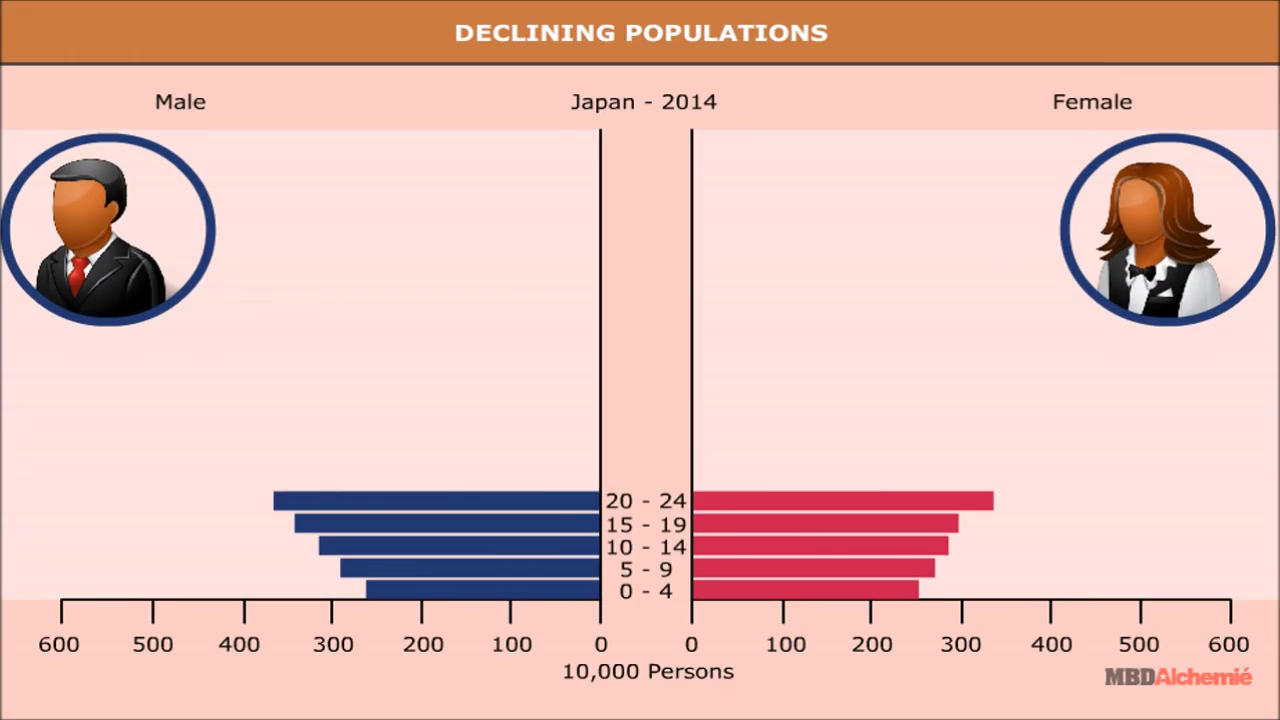 DECLINING POPULATIONS
Male Japan - 2014 Female
20 - 24
15 - 19
10 - 14
5 - 9
0 - 4
600 500 400 300 200 100 0 0 100 200 300 400 500 600
10,000 Persons
MBDAlchemié